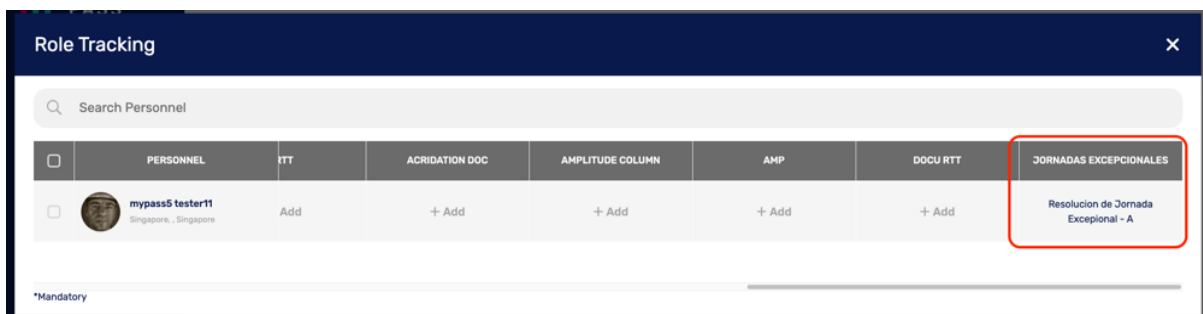 Role Tracking
Search Personnel
PERSONNEL
RTT
ACRIDATION DOC
AMPLITUDE COLUMN
AMP
DOCU RTT
JORNADAS EXCEPCIONALES
mypass5 tester11
Singapore, , Singapore
Add
+ Add
+ Add
+ Add
+ Add
Resolucion de Jornada
Excepional - A
*Mandatory